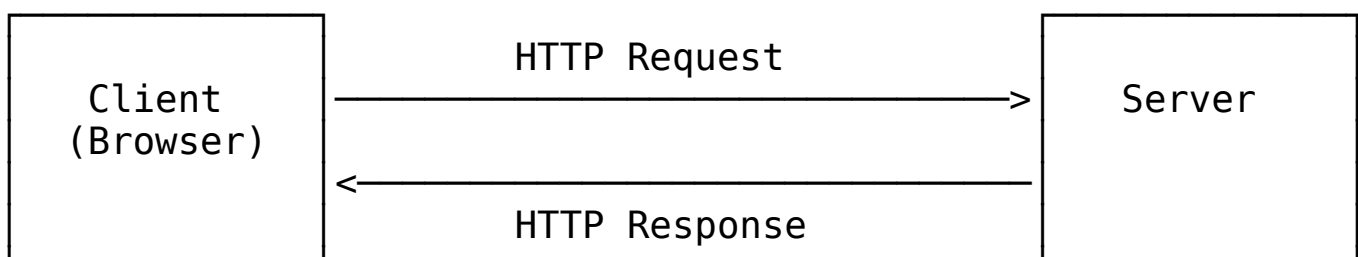 HTTP Request
Client
(Browser)
Server
HTTP Response